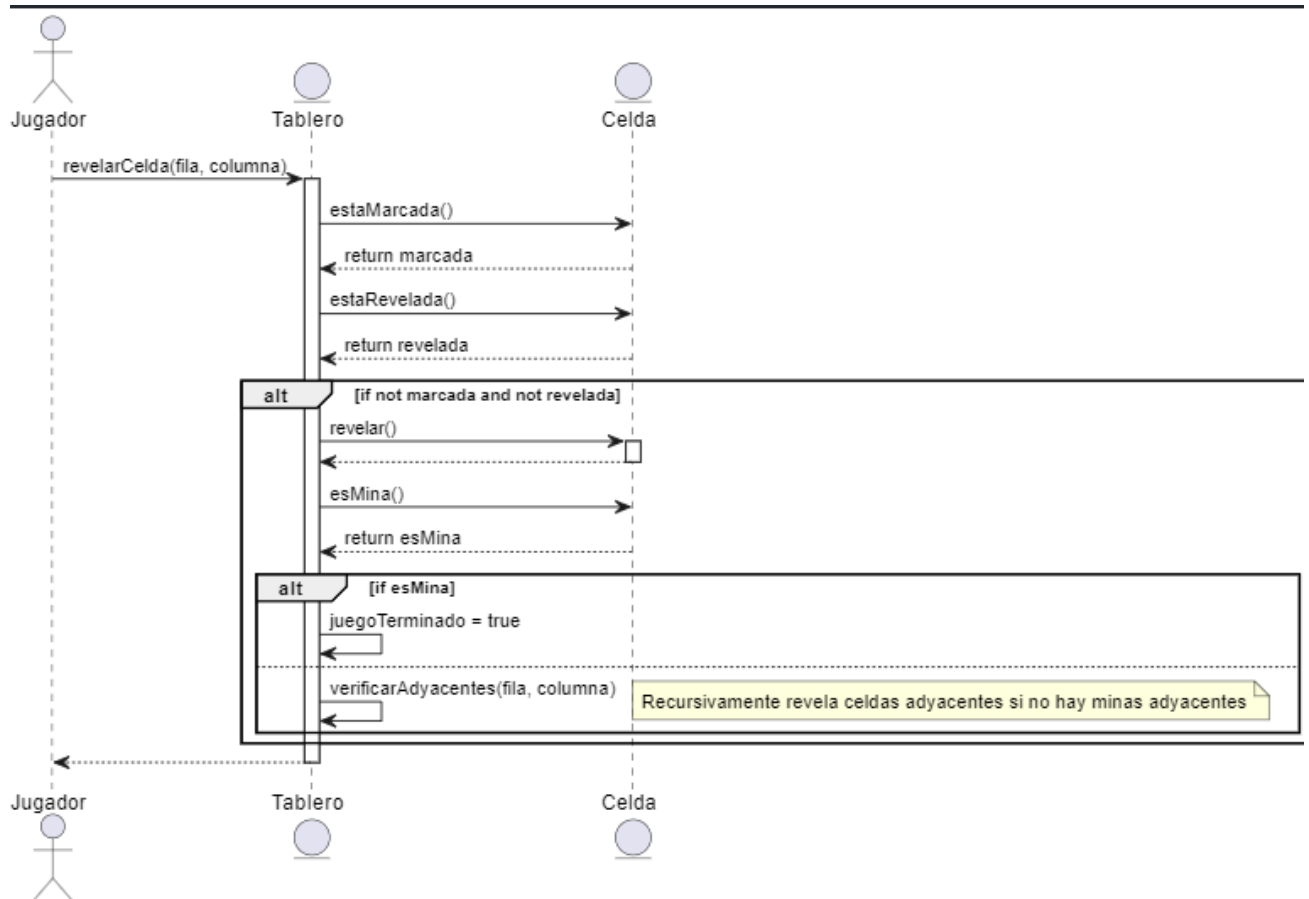 Jugador
Tablero
Celda
revelarCelda(fila, columna)
estaMarcada()
return marcada
estaRevelada()
return revelada
alt [if not marcada and not revelada]
revelar()
esMina()
return esMina
alt [if esMina]
juegoTerminado = true
verificarAdyacentes(fila, columna)
Recursivamente revela celdas adyacentes si no hay minas adyacentes
Jugador
Tablero
Celda